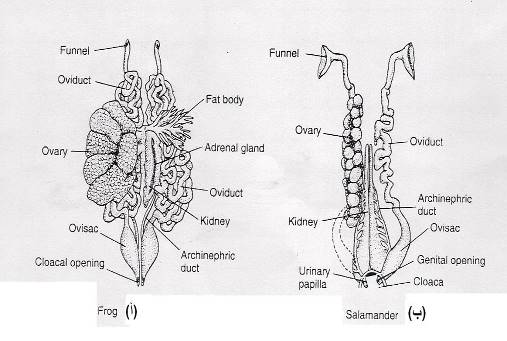 Funnel
Oviduct
Fat body
Ovary
Adrenal gland
Oviduct
Kidney
Ovisac
Archinephric
duct
Cloacal opening
Frog (أ)
Funnel
Ovary
Oviduct
Archinephric
duct
Kidney
Ovisac
Genital opening
Urinary
papilla
Cloaca
Salamander (ب)